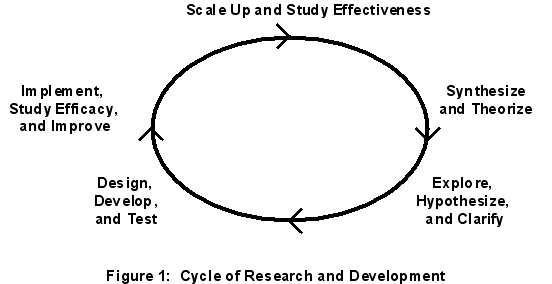 Scale Up and Study Effectiveness
Implement,
Study Efficacy,
and Improve
Synthesize
and Theorize
Design,
Develop,
and Test
Explore,
Hypothesize,
and Clarify
Figure 1:  Cycle of Research and Development